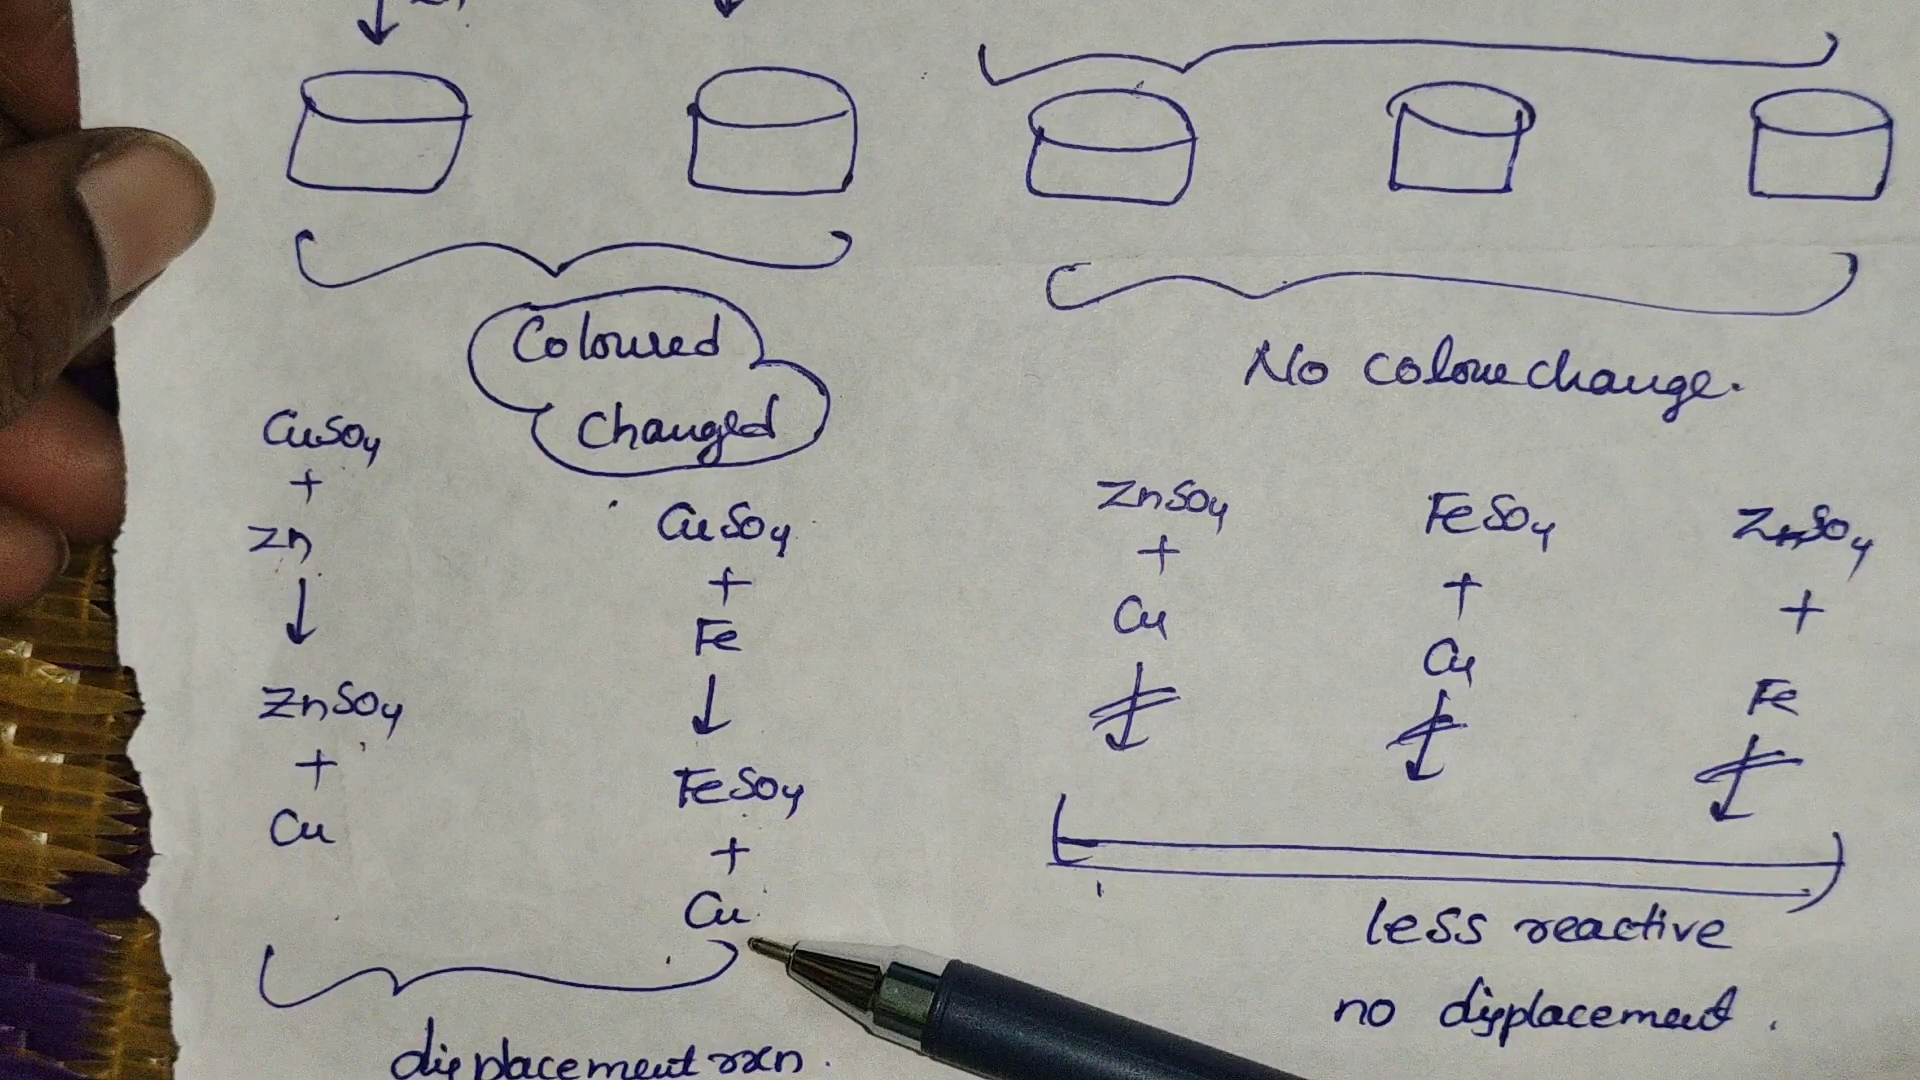 Coloured
changed
No colour change.
CuSO4
+
Zn
↓
ZnSO4
+
Cu
CuSO4
+
Fe
↓
FeSO4
+
Cu
displacement rxn.
ZnSO4
+
Cu
FeSO4
+
Cu
ZnSO4
+
Fe
less reactive
no displacement.